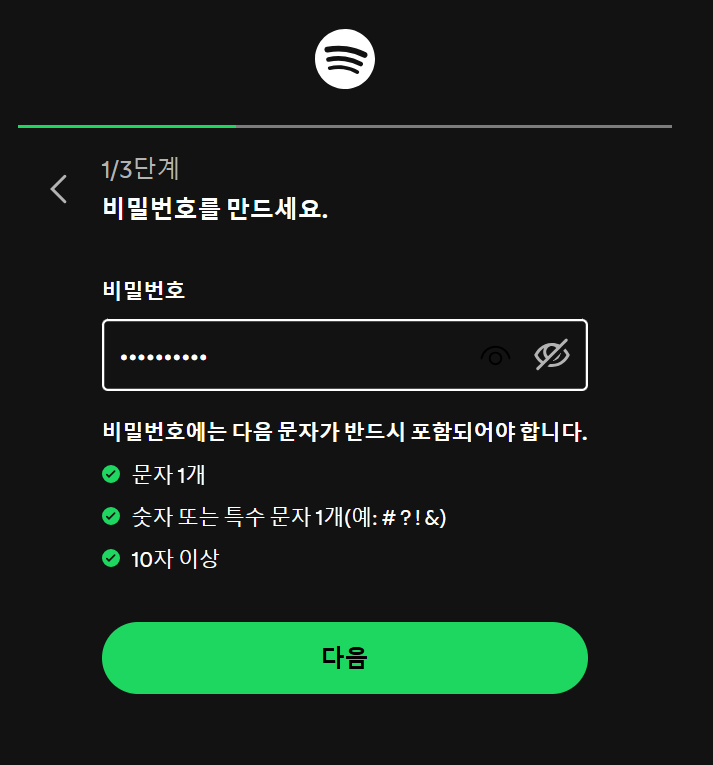 1/3단계
비밀번호를 만드세요.
비밀번호
••••••••••
비밀번호에는 다음 문자가 반드시 포함되어야 합니다.
문자 1개
숫자 또는 특수 문자 1개(예: # ? ! &)
10자 이상
다음